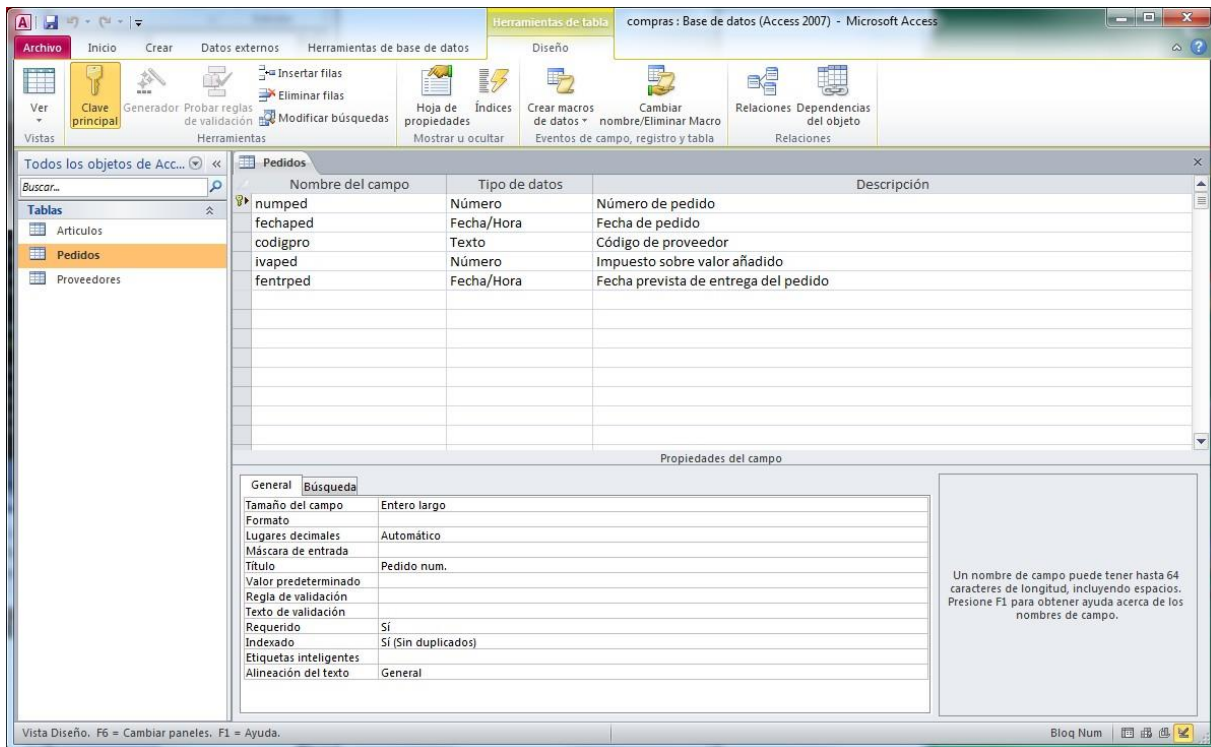 Herramientas de tabla
compras : Base de datos (Access 2007) - Microsoft Access
Archivo
Inicio
Crear
Datos externos
Herramientas de base de datos
Diseño
Ver
Clave principal
Generador
Probar reglas de validación
Insertar filas
Eliminar filas
Modificar búsquedas
Hoja de propiedades
Índices
Crear macros de datos
Cambiar nombre/Eliminar Macro
Relaciones
Dependencias del objeto
Vistas
Herramientas
Mostrar u ocultar
Eventos de campo, registro y tabla
Relaciones
Todos los objetos de Acc...
Buscar...
Tablas
Articulos
Pedidos
Proveedores
Pedidos
Nombre del campo Tipo de datos Descripción
numped Número Número de pedido
fechaped Fecha/Hora Fecha de pedido
codigpro Texto Código de proveedor
ivaped Número Impuesto sobre valor añadido
fentrped Fecha/Hora Fecha prevista de entrega del pedido
Propiedades del campo
General Búsqueda
Tamaño del campo Entero largo
Formato
Lugares decimales Automático
Máscara de entrada
Título Pedido num.
Valor predeterminado
Regla de validación
Texto de validación
Requerido Sí
Indexado Sí (Sin duplicados)
Etiquetas inteligentes
Alineación del texto General
Un nombre de campo puede tener hasta 64
caracteres de longitud, incluyendo espacios.
Presione F1 para obtener ayuda acerca de los
nombres de campo.
Vista Diseño. F6 = Cambiar paneles. F1 = Ayuda.
Bloq Num